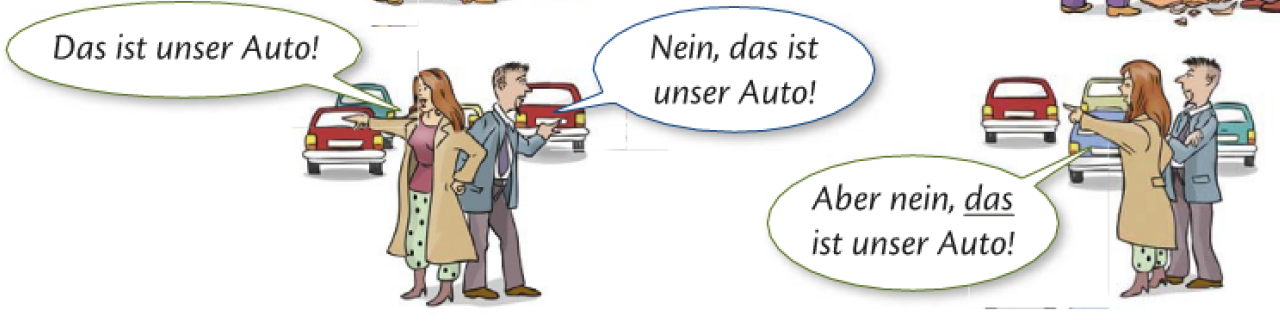 Das ist unser Auto!
Nein, das ist
unser Auto!
Aber nein, das
ist unser Auto!